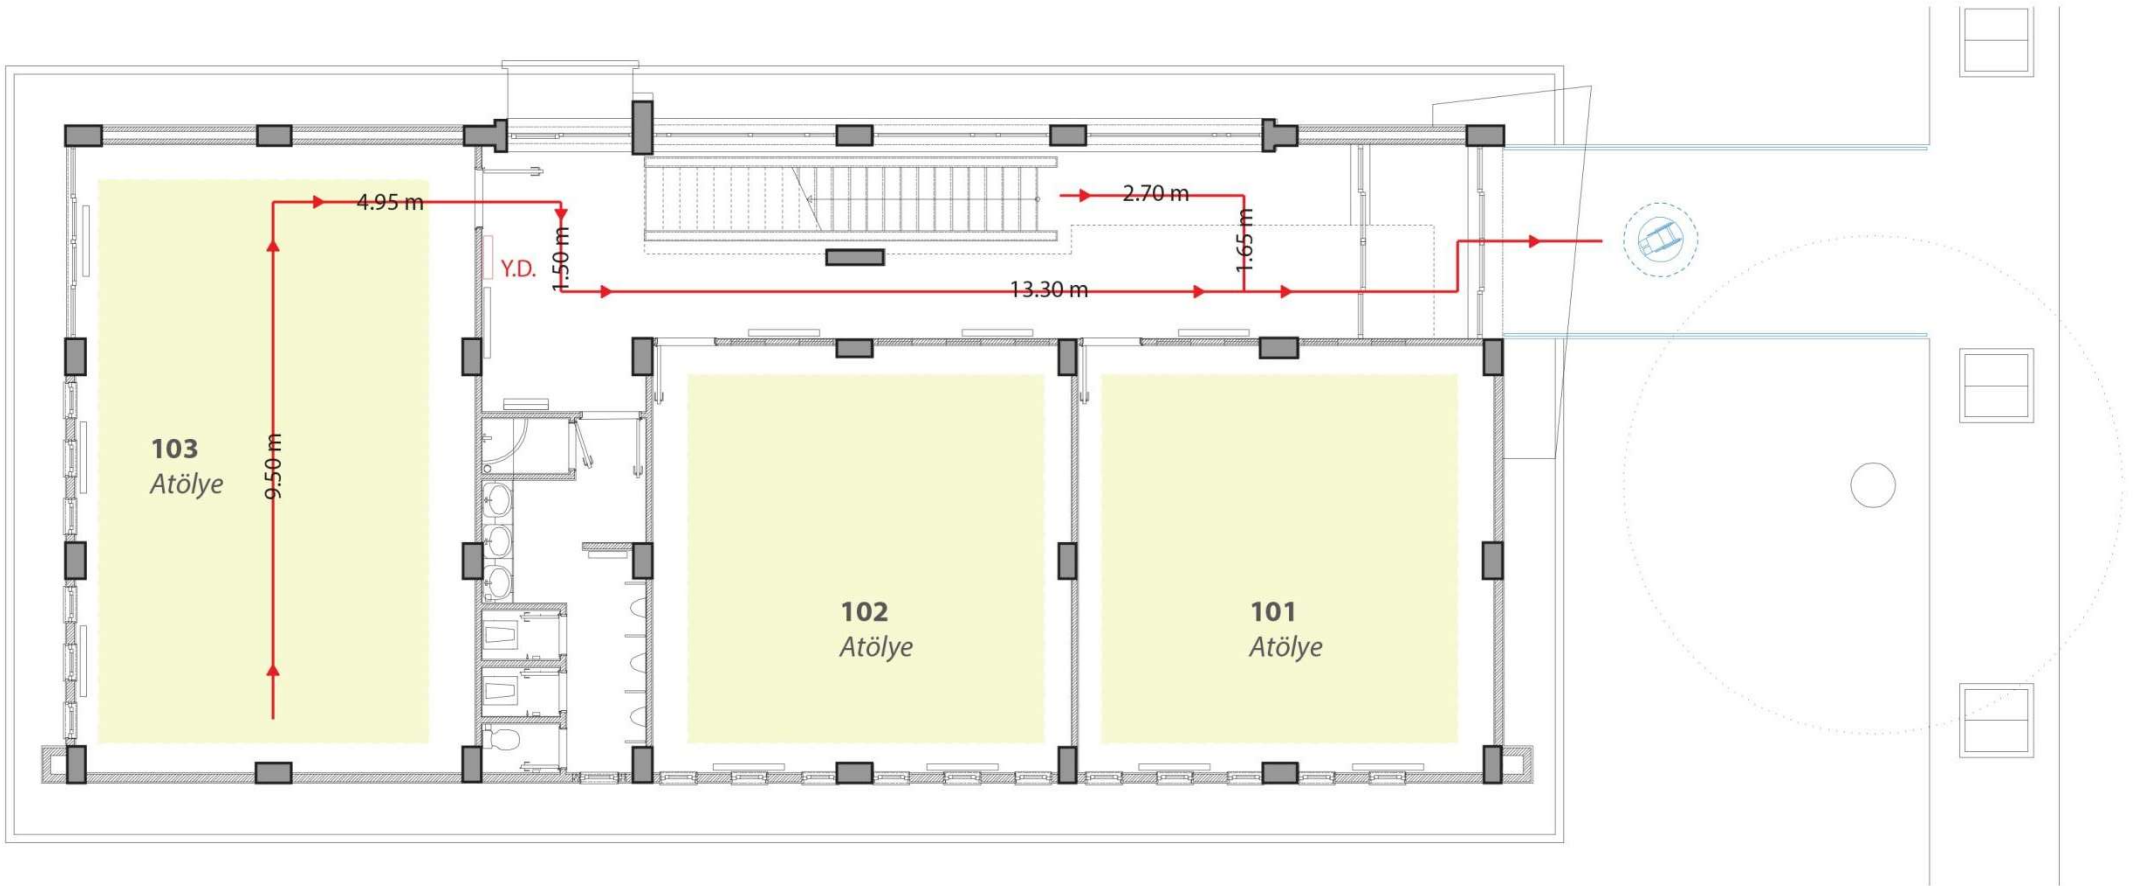 4.95 m
2.70 m
1.50 m
1.65 m
Y.D.
13.30 m
103
Atölye
9.50 m
102
Atölye
101
Atölye